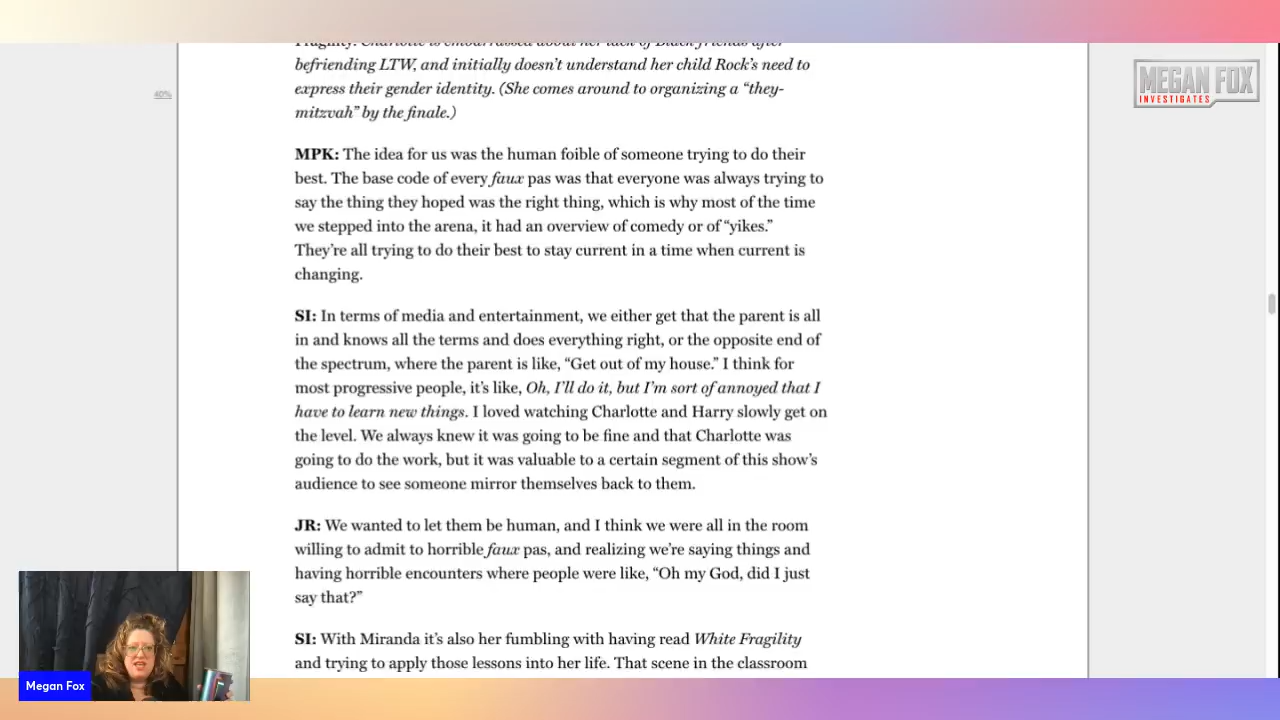 Fragility. Charlotte is embarrassed about her lack of Black friends after
befriending LTW, and initially doesn't understand her child Rock's need to
express their gender identity. (She comes around to organizing a “they-
mitzvah” by the finale.)
MPK: The idea for us was the human foible of someone trying to do their
best. The base code of every faux pas was that everyone was always trying to
say the thing they hoped was the right thing, which is why most of the time
we stepped into the arena, it had an overview of comedy or of “yikes.”
They’re all trying to do their best to stay current in a time when current is
changing.
SI: In terms of media and entertainment, we either get that the parent is all
in and knows all the terms and does everything right, or the opposite end of
the spectrum, where the parent is like, “Get out of my house.” I think for
most progressive people, it’s like, Oh, I’ll do it, but I’m sort of annoyed that I
have to learn new things. I loved watching Charlotte and Harry slowly get on
the level. We always knew it was going to be fine and that Charlotte was
going to do the work, but it was valuable to a certain segment of this show’s
audience to see someone mirror themselves back to them.
JR: We wanted to let them be human, and I think we were all in the room
willing to admit to horrible faux pas, and realizing we’re saying things and
having horrible encounters where people were like, “Oh my God, did I just
say that?”
SI: With Miranda it’s also her fumbling with having read White Fragility
and trying to apply those lessons into her life. That scene in the classroom
40%
MEGAN FOX
INVESTIGATES
Megan Fox